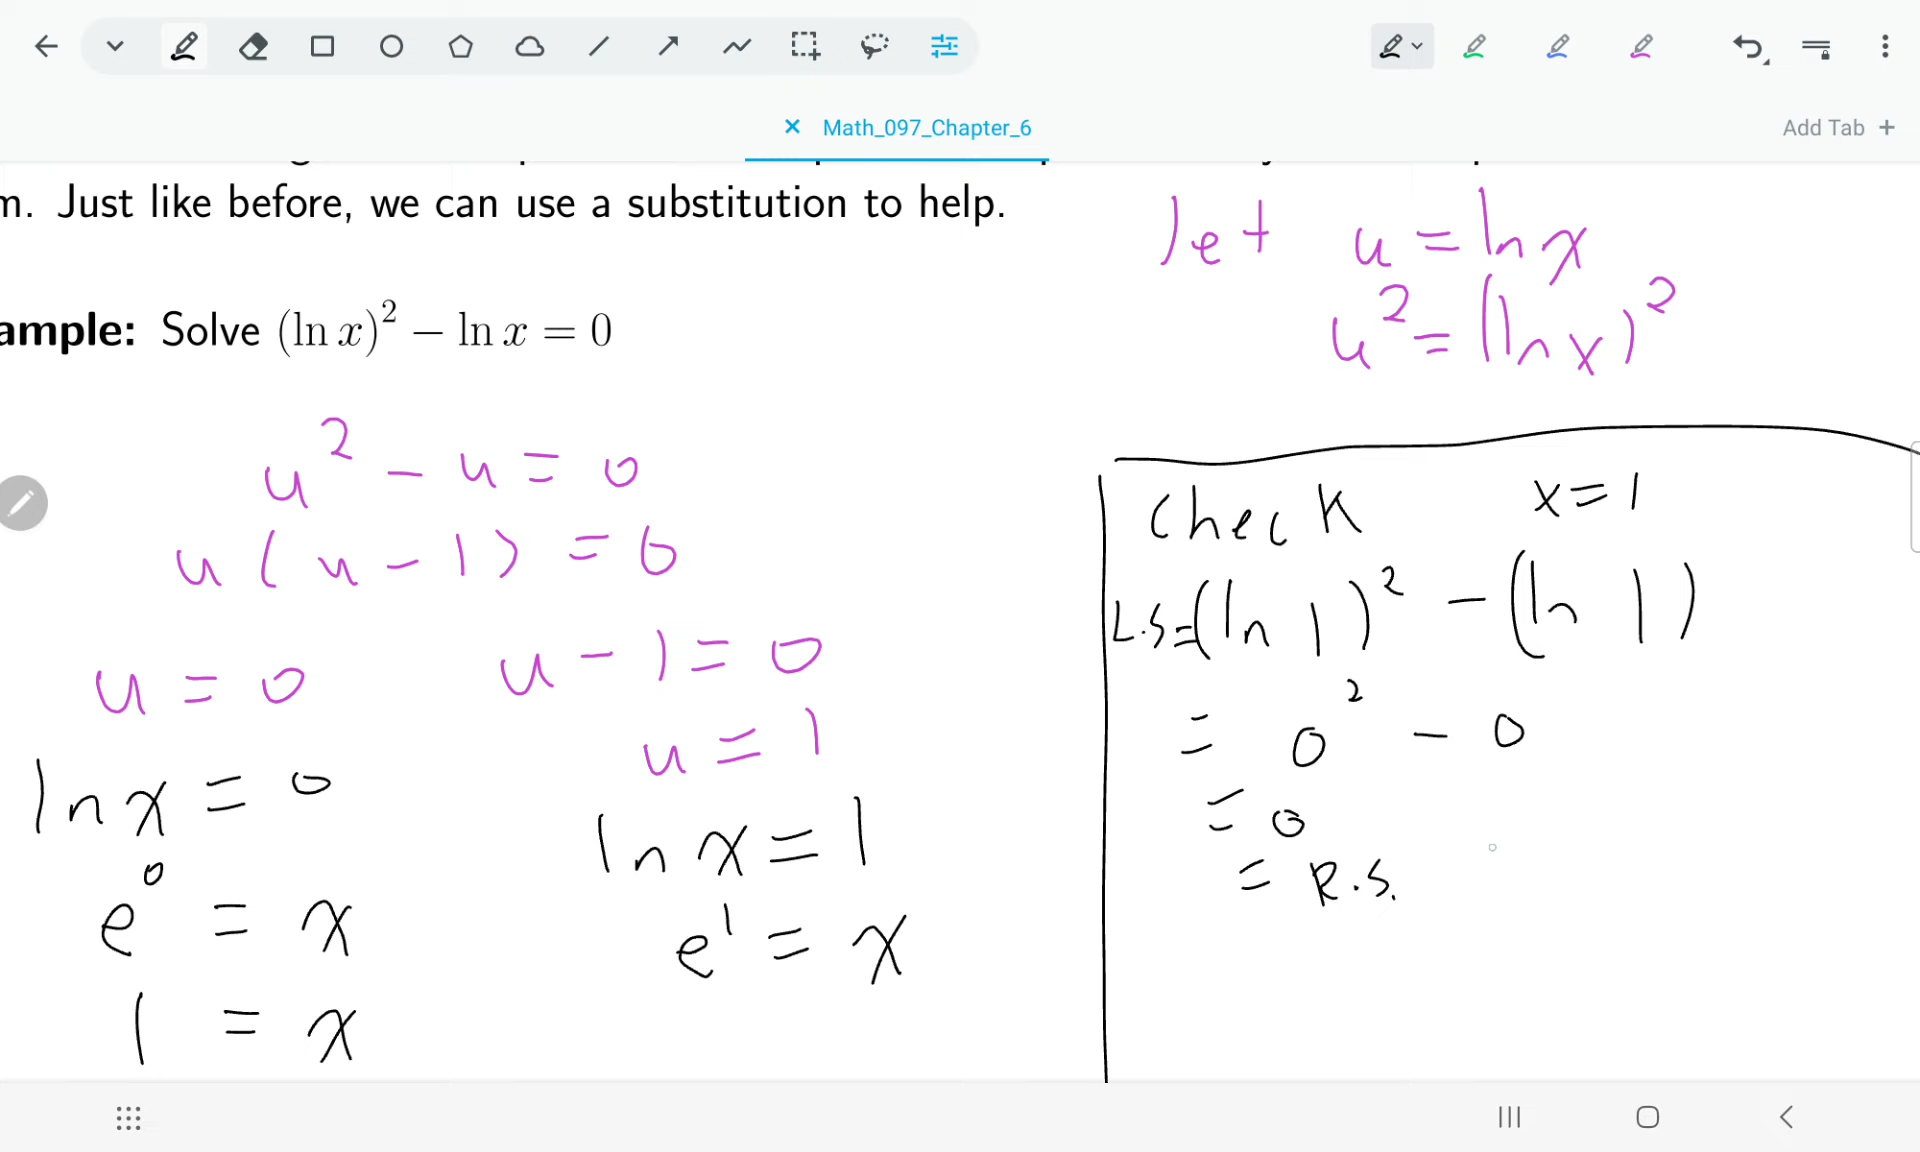 Math_097_Chapter_6
Add Tab +
m. Just like before, we can use a substitution to help.
let u = ln x
u² = (ln x)²
ample: Solve (ln x)² − ln x = 0
u² − u = 0
u(u − 1) = 0
u = 0
u − 1 = 0
u = 1
ln x = 0
ln x = 1
e⁰ = x
e¹ = x
1 = x
Check x = 1
L.S = (ln 1)² − (ln 1)
= 0² − 0
= 0
= R.S.